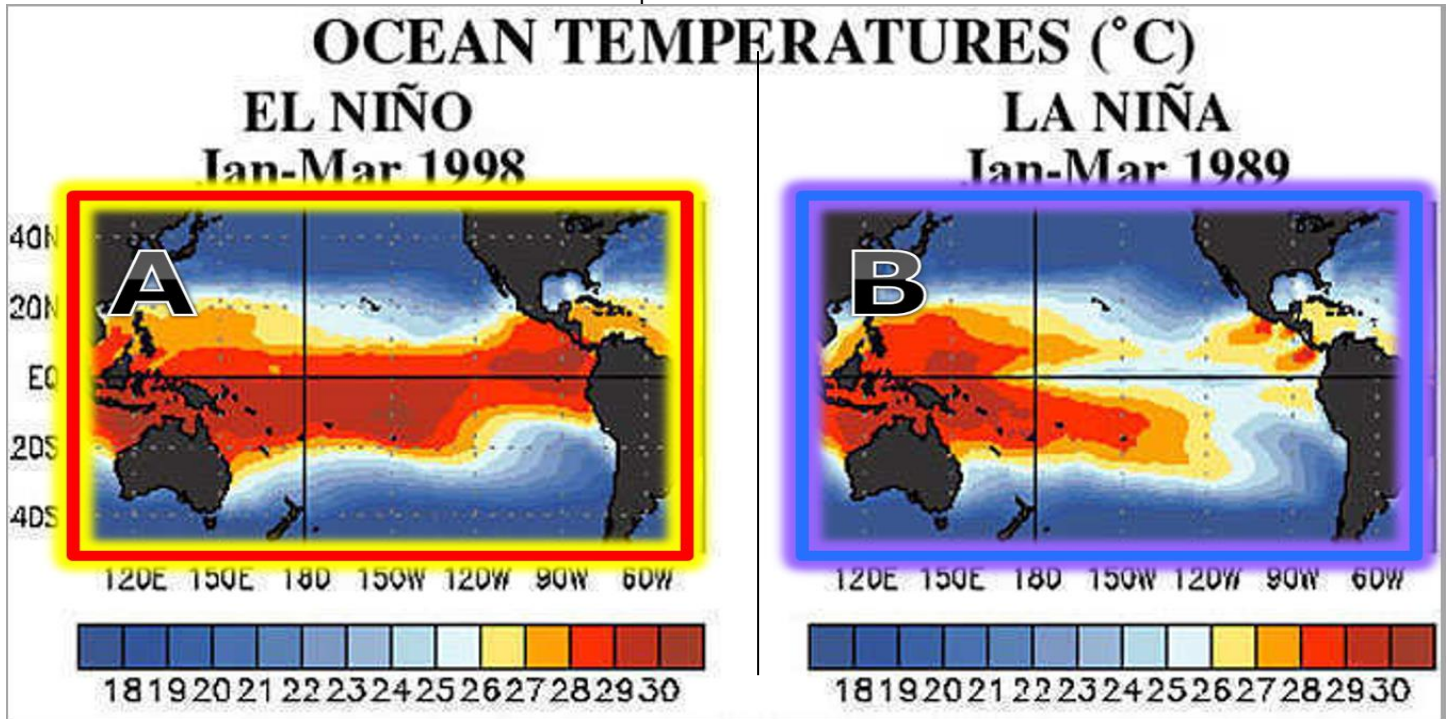 OCEAN TEMPERATURES (˚C)
EL NIÑO
Jan-Mar 1998
A
40N
20N
EQ
20S
40S
120E 150E 180 150W 120W 90W 60W
18 19 20 21 22 23 24 25 26 27 28 29 30
LA NIÑA
Jan-Mar 1989
B
120E 150E 180 150W 120W 90W 60W
18 19 20 21 22 23 24 25 26 27 28 29 30